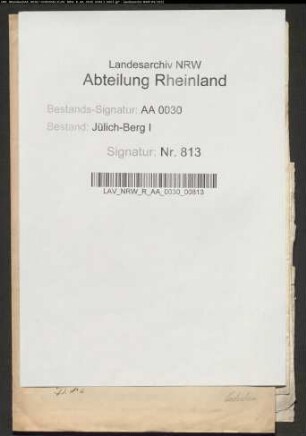 Landesarchiv NRW
Abteilung Rheinland
Bestands-Signatur: AA 0030
Bestand: Jülich-Berg I
Signatur: Nr. 813
LAV_NRW_R_AA_0030_00813